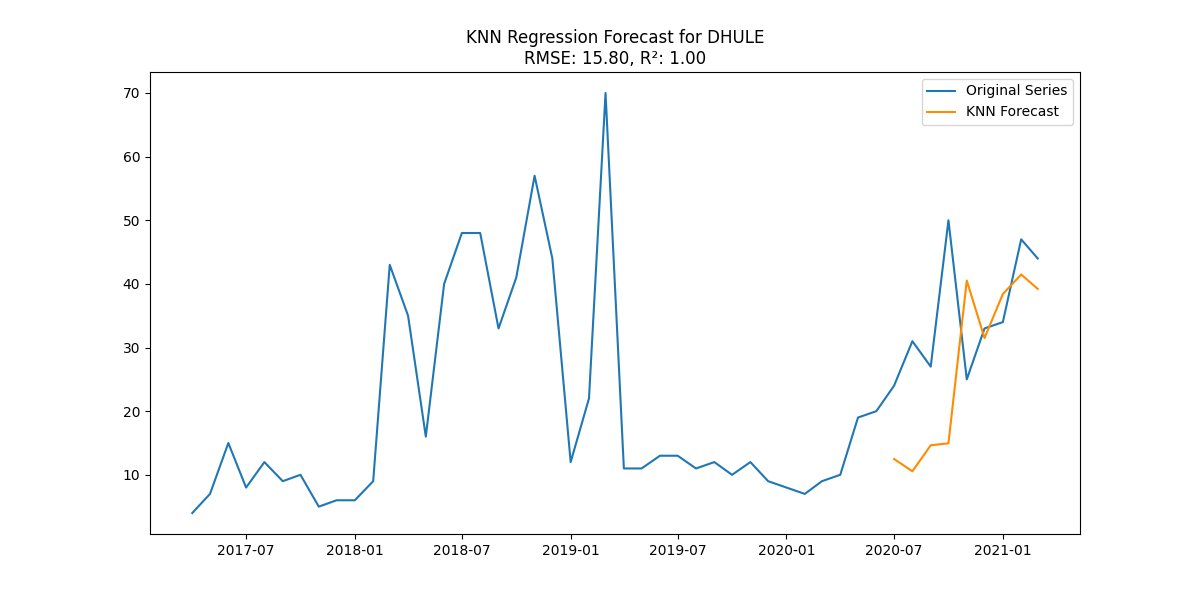 KNN Regression Forecast for DHULE
RMSE: 15.80, R²: 1.00
Original Series
KNN Forecast
70
60
50
40
30
20
10
2017-07 2018-01 2018-07 2019-01 2019-07 2020-01 2020-07 2021-01